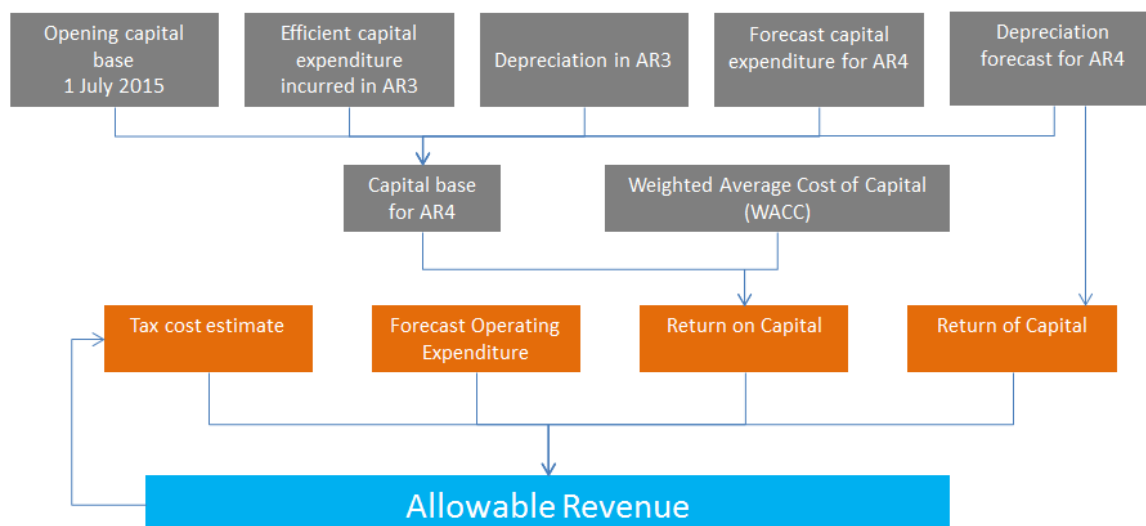 Opening capital
base
1 July 2015
Efficient capital
expenditure
incurred in AR3
Depreciation in AR3
Forecast capital
expenditure for AR4
Depreciation
forecast for AR4
Capital base
for AR4
Weighted Average Cost of Capital
(WACC)
Tax cost estimate
Forecast Operating
Expenditure
Return on Capital
Return of Capital
Allowable Revenue